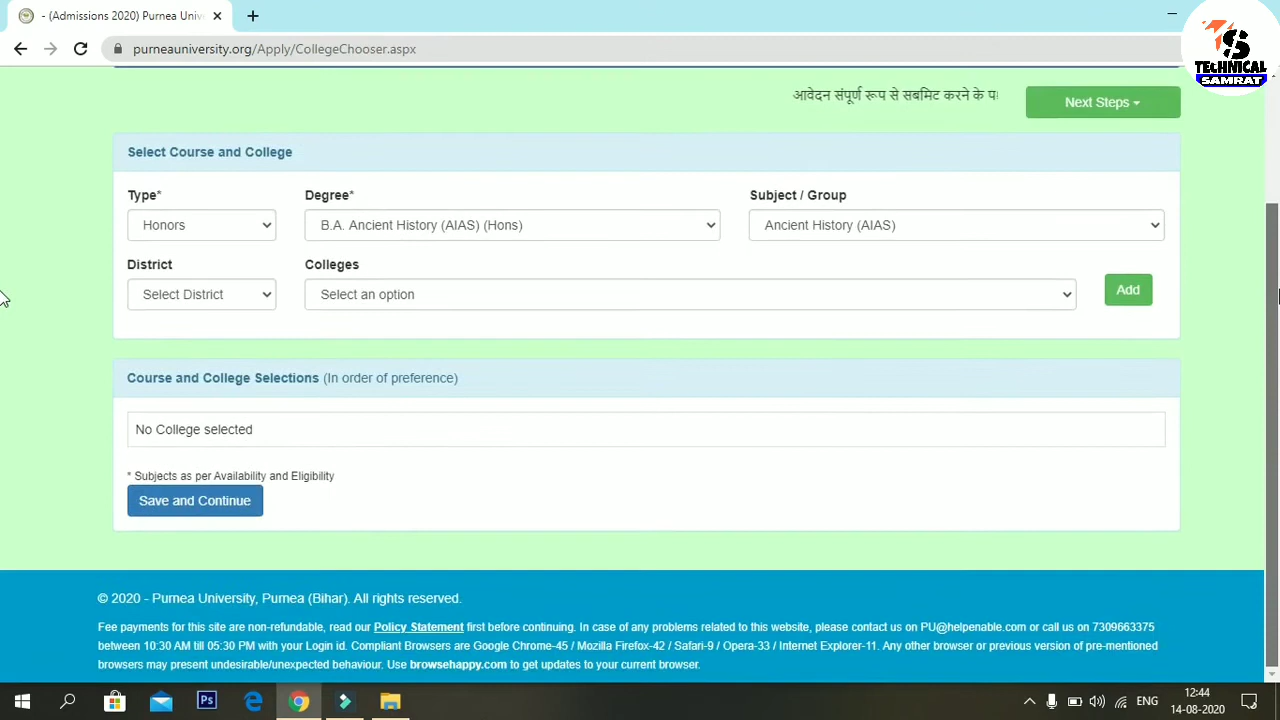 - (Admissions 2020) Purnea Univ
purneauniversity.org/Apply/CollegeChooser.aspx
TS
TECHNICAL
SAMRAT
आवेदन संपूर्ण रूप से सबमिट करने के
Next Steps
Select Course and College
Type* Degree* Subject / Group
Honors B.A. Ancient History (AIAS) (Hons) Ancient History (AIAS)
District Colleges
Select District Select an option Add
Course and College Selections (In order of preference)
No College selected
* Subjects as per Availability and Eligibility
Save and Continue
© 2020 - Purnea University, Purnea (Bihar). All rights reserved.
Fee payments for this site are non-refundable, read our Policy Statement first before continuing. In case of any problems related to this website, please contact us on PU@helpenable.com or call us on 7309663375
between 10:30 AM till 05:30 PM with your Login id. Compliant Browsers are Google Chrome-45 / Mozilla Firefox-42 / Safari-9 / Opera-33 / Internet Explorer-11. Any other browser or previous version of pre-mentioned
browsers may present undesirable/unexpected behaviour. Use browsehappy.com to get updates to your current browser.
Ps
ENG
12:44
14-08-2020